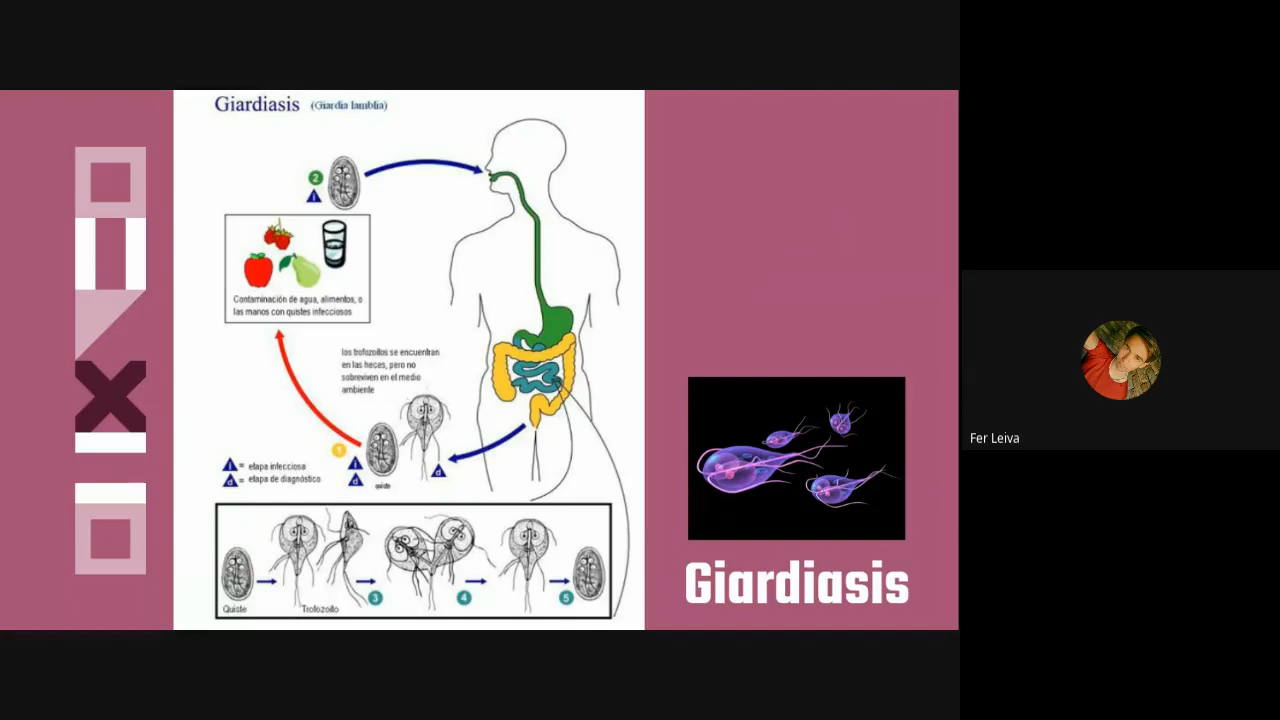 Giardiasis (Giardia lamblia)
2
i
Contaminación de agua, alimentos, o
las manos con quistes infecciosos
los trofozoitos se encuentran
en las heces, pero no
sobreviven en el medio
ambiente
1
i
d
d
quiste
i = etapa infecciosa
d = etapa de diagnóstico
Quiste
Trofozoito
3
4
5
Giardiasis
Fer Leiva